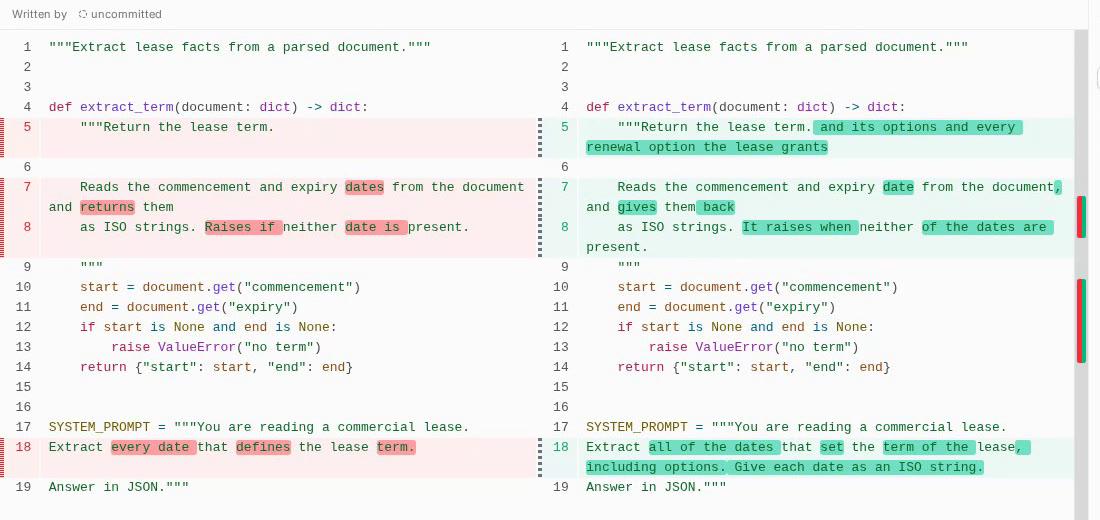 Written by uncommitted
1 """Extract lease facts from a parsed document."""
2
3
4 def extract_term(document: dict) -> dict:
5 """Return the lease term.
6
7 Reads the commencement and expiry dates from the document
and returns them
8 as ISO strings. Raises if neither date is present.
9 """
10 start = document.get("commencement")
11 end = document.get("expiry")
12 if start is None and end is None:
13 raise ValueError("no term")
14 return {"start": start, "end": end}
15
16
17 SYSTEM_PROMPT = """You are reading a commercial lease.
18 Extract every date that defines the lease term.
19 Answer in JSON."""
1 """Extract lease facts from a parsed document."""
2
3
4 def extract_term(document: dict) -> dict:
5 """Return the lease term. and its options and every
renewal option the lease grants
6
7 Reads the commencement and expiry date from the document,
and gives them back
8 as ISO strings. It raises when neither of the dates are
present.
9 """
10 start = document.get("commencement")
11 end = document.get("expiry")
12 if start is None and end is None:
13 raise ValueError("no term")
14 return {"start": start, "end": end}
15
16
17 SYSTEM_PROMPT = """You are reading a commercial lease.
18 Extract all of the dates that set the term of the lease,
including options. Give each date as an ISO string.
19 Answer in JSON."""